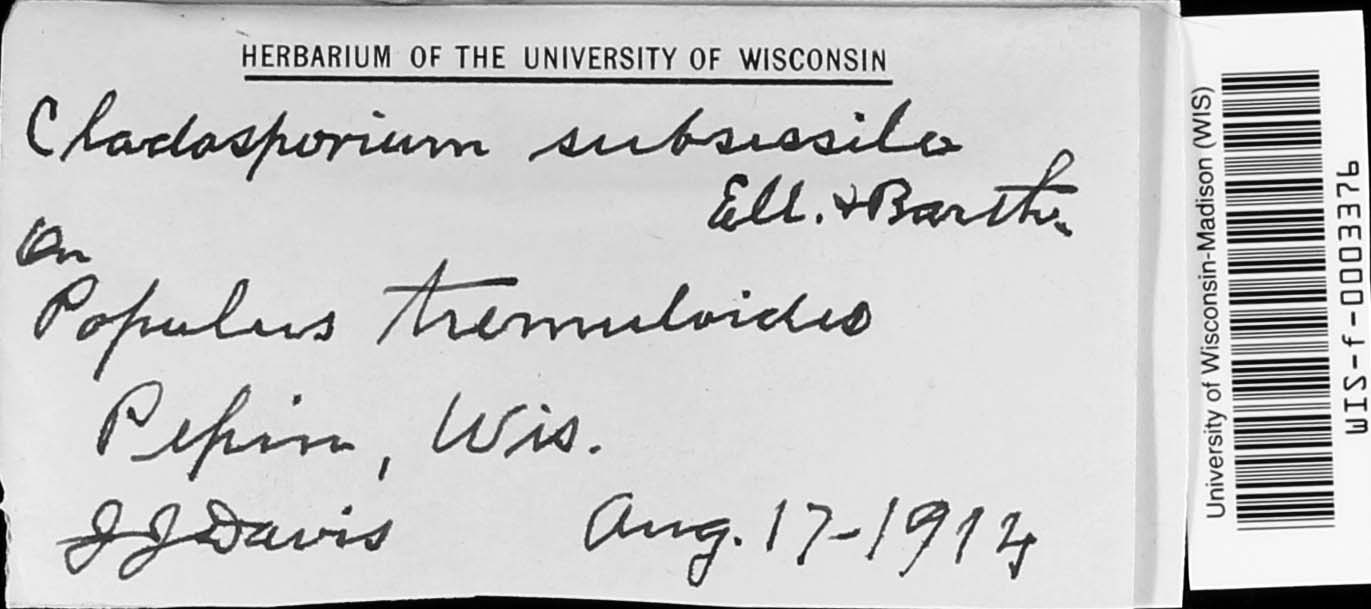 HERBARIUM OF THE UNIVERSITY OF WISCONSIN
Cladosporium subsessile
Ell. & Barth.
On
Populus tremuloides
Pepin, Wis.
J J Davis Aug. 17-1914
University of Wisconsin-Madison (WIS)
WIS-f-0003376